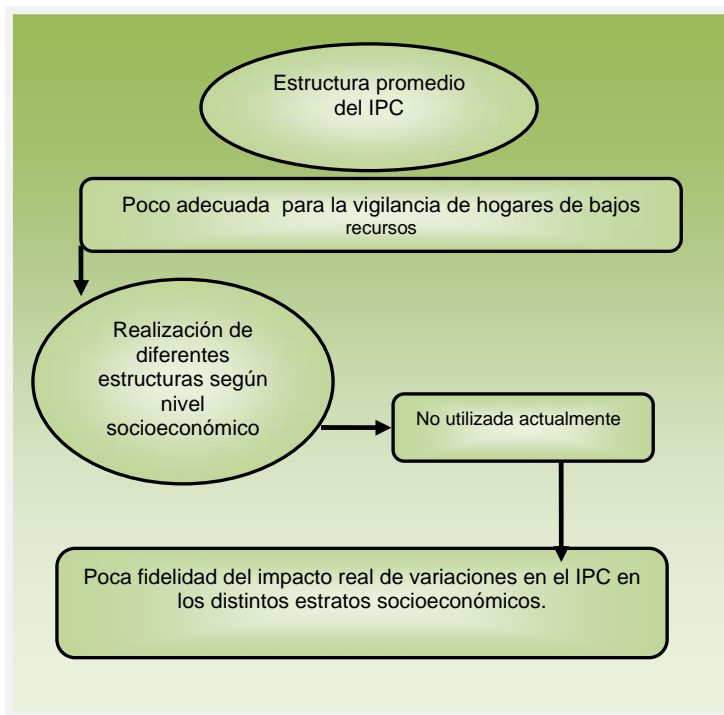 Estructura promedio
del IPC
Poco adecuada para la vigilancia de hogares de bajos
recursos
Realización de
diferentes
estructuras según
nivel
socioeconómico
No utilizada actualmente
Poca fidelidad del impacto real de variaciones en el IPC en
los distintos estratos socioeconómicos.